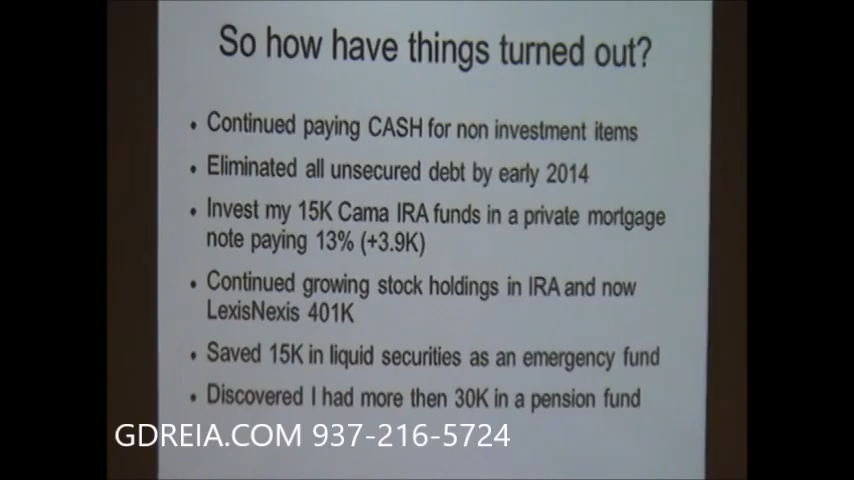 So how have things turned out?
• Continued paying CASH for non investment items
• Eliminated all unsecured debt by early 2014
• Invest my 15K Cama IRA funds in a private mortgage
note paying 13% (+3.9K)
• Continued growing stock holdings in IRA and now
LexisNexis 401K
• Saved 15K in liquid securities as an emergency fund
• Discovered I had more then 30K in a pension fund
GDREIA.COM 937-216-5724